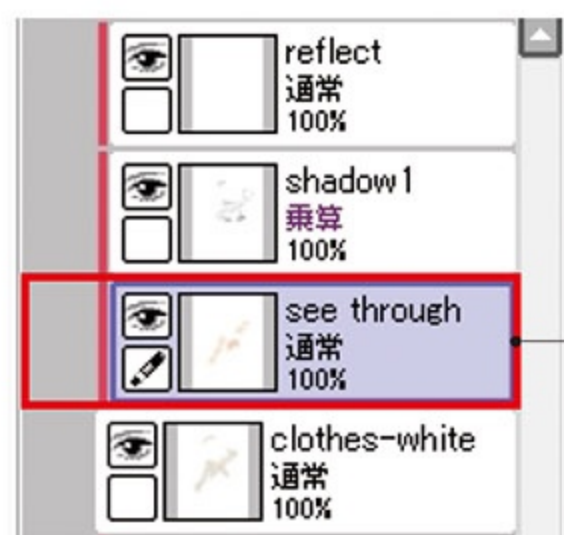 reflect
通常
100%
shadow1
乗算
100%
see through
通常
100%
clothes-white
通常
100%